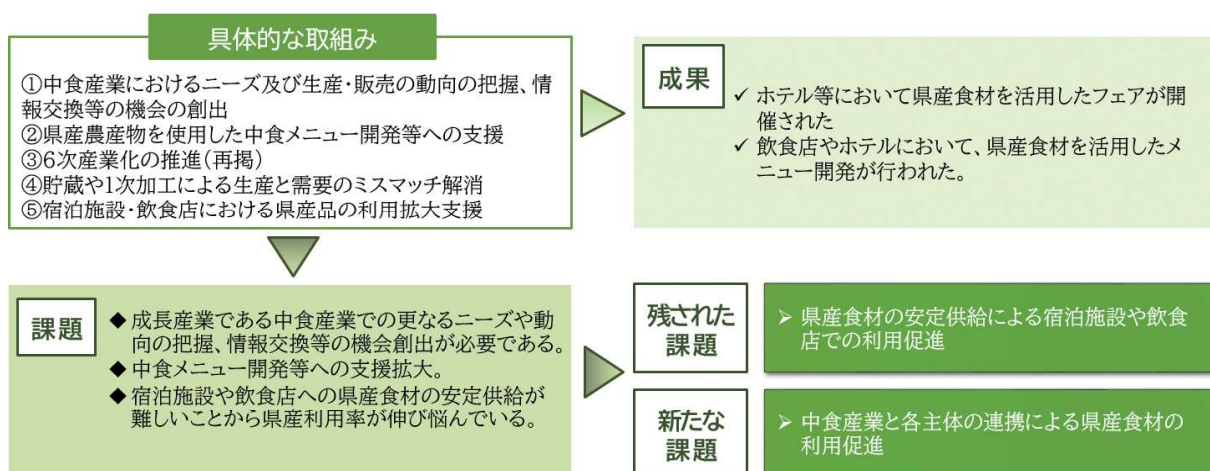 具体的な取組み
①中食産業におけるニーズ及び生産・販売の動向の把握、情
報交換等の機会の創出
②県産農産物を使用した中食メニュー開発等への支援
③6次産業化の推進(再掲)
④貯蔵や1次加工による生産と需要のミスマッチ解消
⑤宿泊施設・飲食店における県産品の利用拡大支援
成果
✓ ホテル等において県産食材を活用したフェアが開
催された
✓ 飲食店やホテルにおいて、県産食材を活用したメ
ニュー開発が行われた。
課題
◆ 成長産業である中食産業での更なるニーズや動
向の把握、情報交換等の機会創出が必要である。
◆ 中食メニュー開発等への支援拡大。
◆ 宿泊施設や飲食店への県産食材の安定供給が
難しいことから県産利用率が伸び悩んでいる。
残された
課題
➢ 県産食材の安定供給による宿泊施設や飲食
店での利用促進
新たな
課題
➢ 中食産業と各主体の連携による県産食材の
利用促進